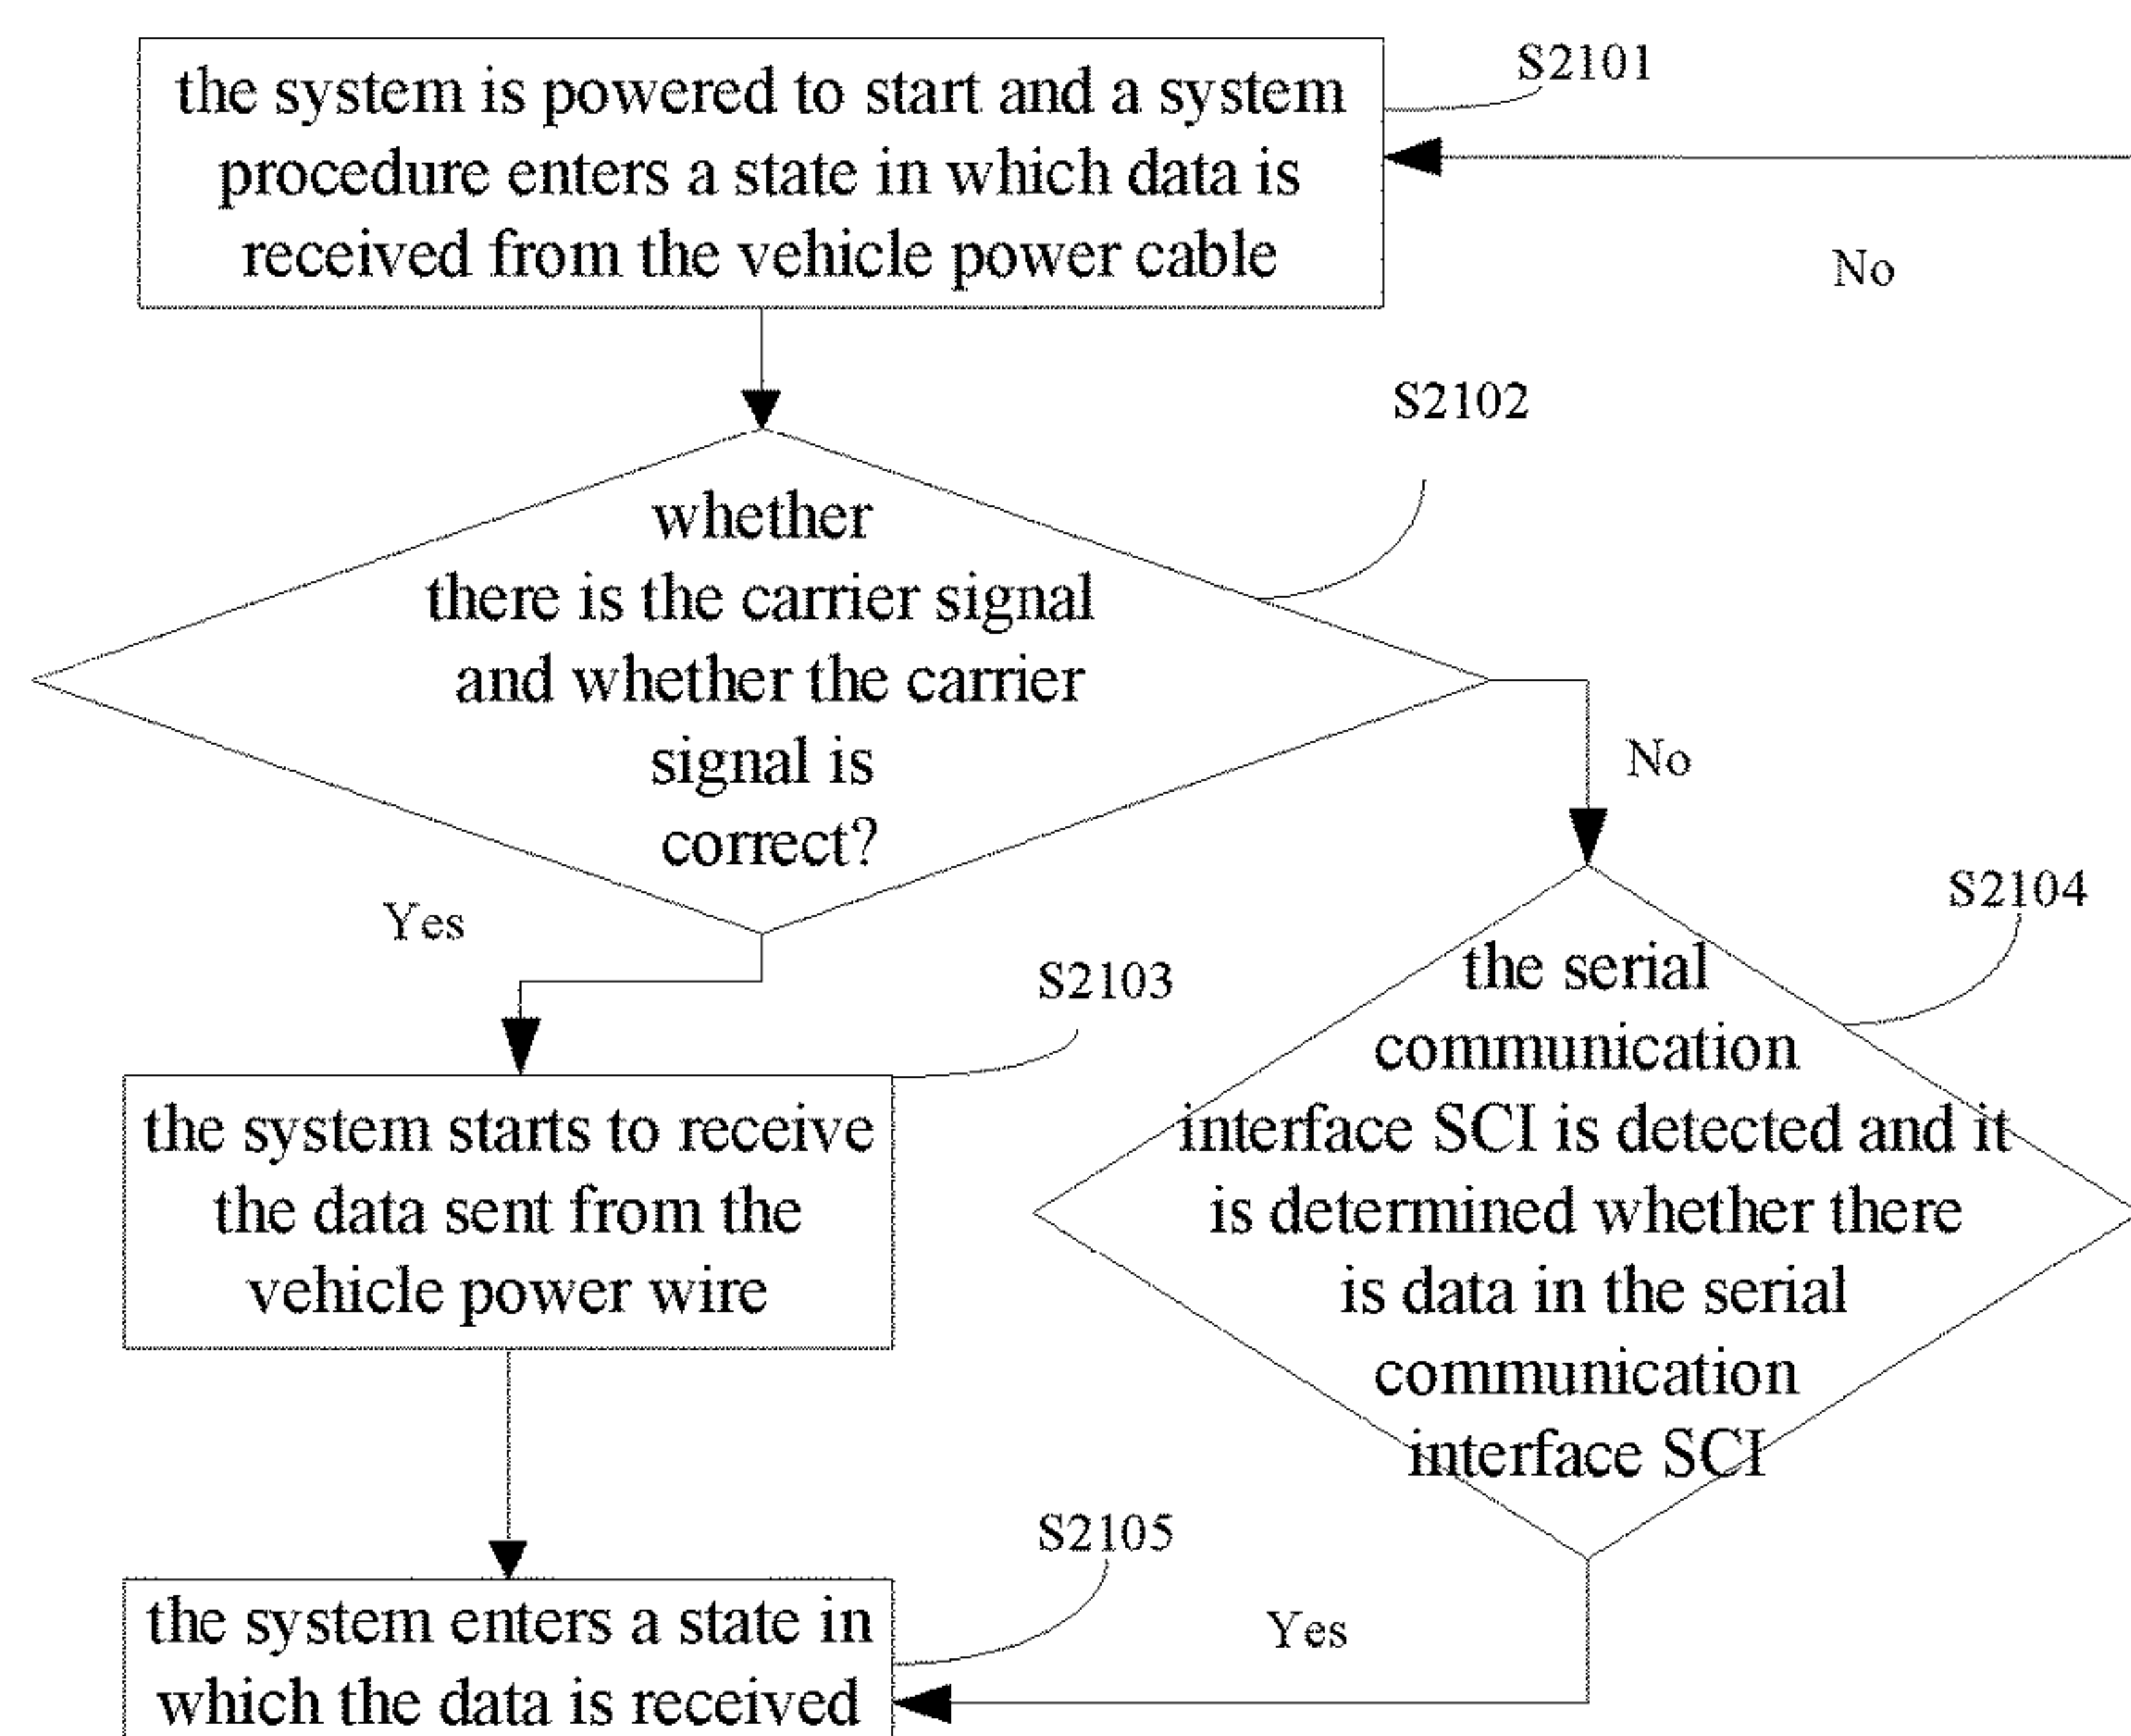 S2101
the system is powered to start and a system
procedure enters a state in which data is
received from the vehicle power cable
No
S2102
whether
there is the carrier signal
and whether the carrier
signal is
correct?
No
Yes
S2103
the system starts to receive
the data sent from the
vehicle power wire
S2104
the serial
communication
interface SCI is detected and it
is determined whether there
is data in the serial
communication
interface SCI
S2105
Yes
the system enters a state in
which the data is received